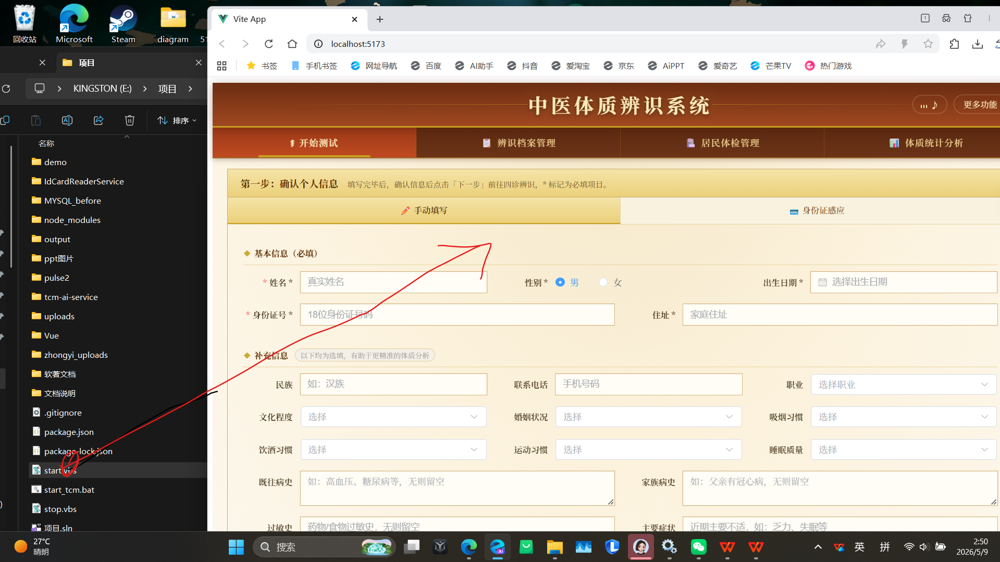 回收站
Microsoft
Steam
diagram
51
项目
KINGSTON (E:)
项目
排序
名称
demo
IdCardReaderService
MYSQL_before
node_modules
output
ppt图片
pulse2
tcm-ai-service
uploads
Vue
zhongyi_uploads
软著文档
文档说明
.gitignore
package.json
package-lock.json
start.vbs
start_tcm.bat
stop.vbs
项目.sln
Vite App
1
localhost:5173
书签
手机书签
网址导航
百度
AI助手
抖音
爱淘宝
京东
AiPPT
爱奇艺
芒果TV
热门游戏
中医体质辨识系统
... ♪
更多功能
开始测试
辨识档案管理
居民体检管理
体质统计分析
第一步：确认个人信息 填写完毕后，确认信息后点击「下一步」前往四诊辨识，* 标记为必填项目。
手动填写
身份证感应
基本信息（必填）
* 姓名 * 真实姓名 性别 * 男 女 出生日期 * 选择出生日期
* 身份证号 * 18位身份证号码 住址 * 家庭住址
补充信息 以下均为选填，有助于更精准的体质分析
民族 如：汉族 联系电话 手机号码 职业 选择职业
文化程度 选择 婚姻状况 选择 吸烟习惯 选择
饮酒习惯 选择 运动习惯 选择 睡眠质量 选择
既往病史 如：高血压、糖尿病等，无则留空 家族病史 如：父亲有冠心病，无则留空
过敏史 药物/食物过敏史，无则留空 主要症状 近期主要不适，如：乏力、失眠等
27°C
晴朗
搜索
AI
英
拼
2:50
2026/5/9